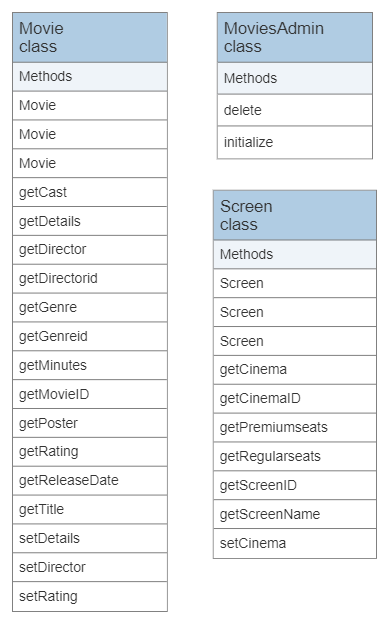 Movie
class
Methods
Movie
Movie
Movie
getCast
getDetails
getDirector
getDirectorid
getGenre
getGenreid
getMinutes
getMovieID
getPoster
getRating
getReleaseDate
getTitle
setDetails
setDirector
setRating
MoviesAdmin
class
Methods
delete
initialize
Screen
class
Methods
Screen
Screen
Screen
getCinema
getCinemaID
getPremiumseats
getRegularseats
getScreenID
getScreenName
setCinema